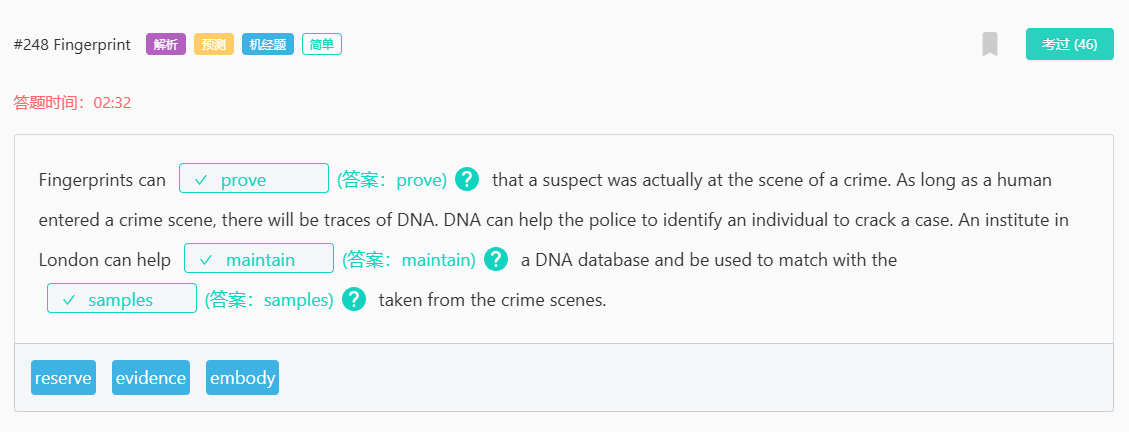 #248 Fingerprint 解析 预测 机经题 简单 考过 (46)
答题时间：02:32
Fingerprints can prove (答案：prove) ? that a suspect was actually at the scene of a crime. As long as a human
entered a crime scene, there will be traces of DNA. DNA can help the police to identify an individual to crack a case. An institute in
London can help maintain (答案：maintain) ? a DNA database and be used to match with the
samples (答案：samples) ? taken from the crime scenes.
reserve evidence embody